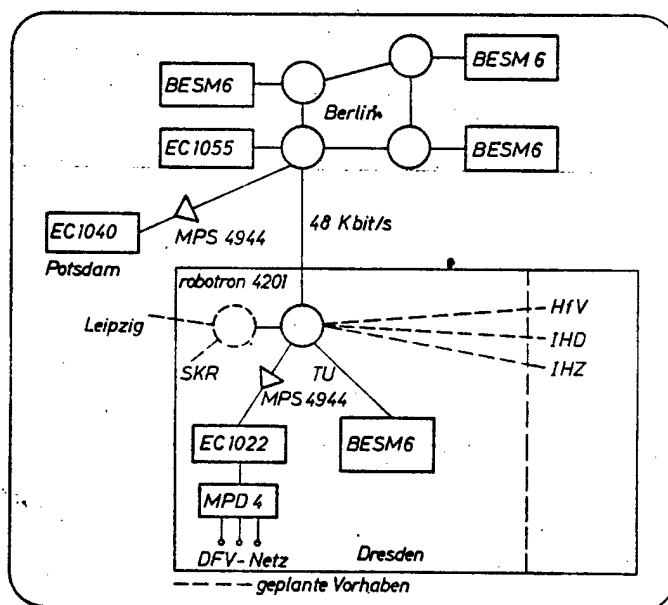 BESM 6
BESM6
Berlin
EC1055
BESM6
EC1040
MPS 4944
48 Kbit/s
Potsdam
robotron 4201
Leipzig
HfV
IHD
SKR
TU
IHZ
MPS 4944
EC1022
BESM6
MPD 4
DFV-Netz
Dresden
geplante Vorhaben